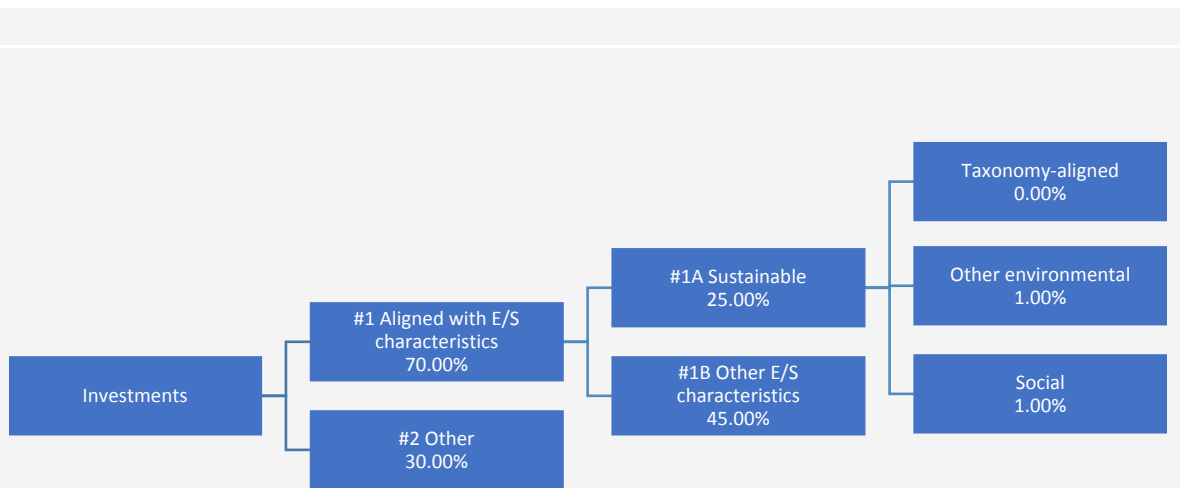 Investments
#1 Aligned with E/S
characteristics
70.00%
#2 Other
30.00%
#1A Sustainable
25.00%
#1B Other E/S
characteristics
45.00%
Taxonomy-aligned
0.00%
Other environmental
1.00%
Social
1.00%